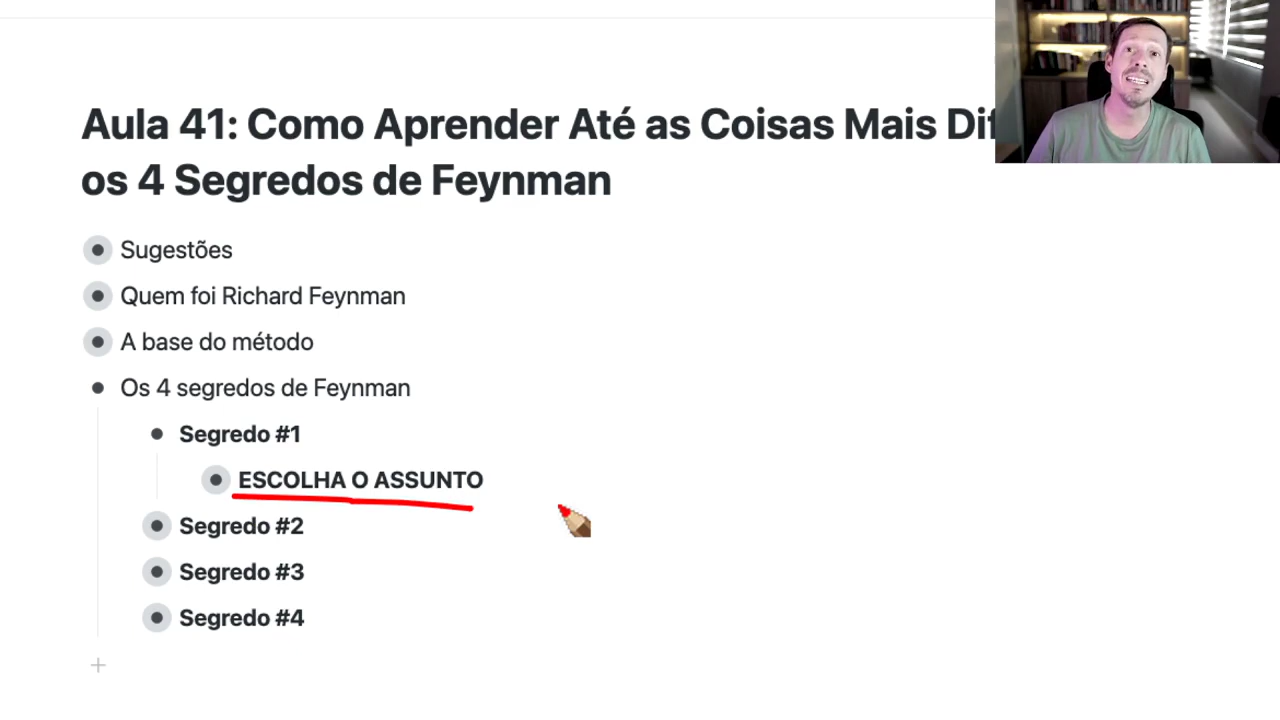 Aula 41: Como Aprender Até as Coisas Mais
os 4 Segredos de Feynman
Sugestões
Quem foi Richard Feynman
A base do método
Os 4 segredos de Feynman
Segredo #1
ESCOLHA O ASSUNTO
Segredo #2
Segredo #3
Segredo #4